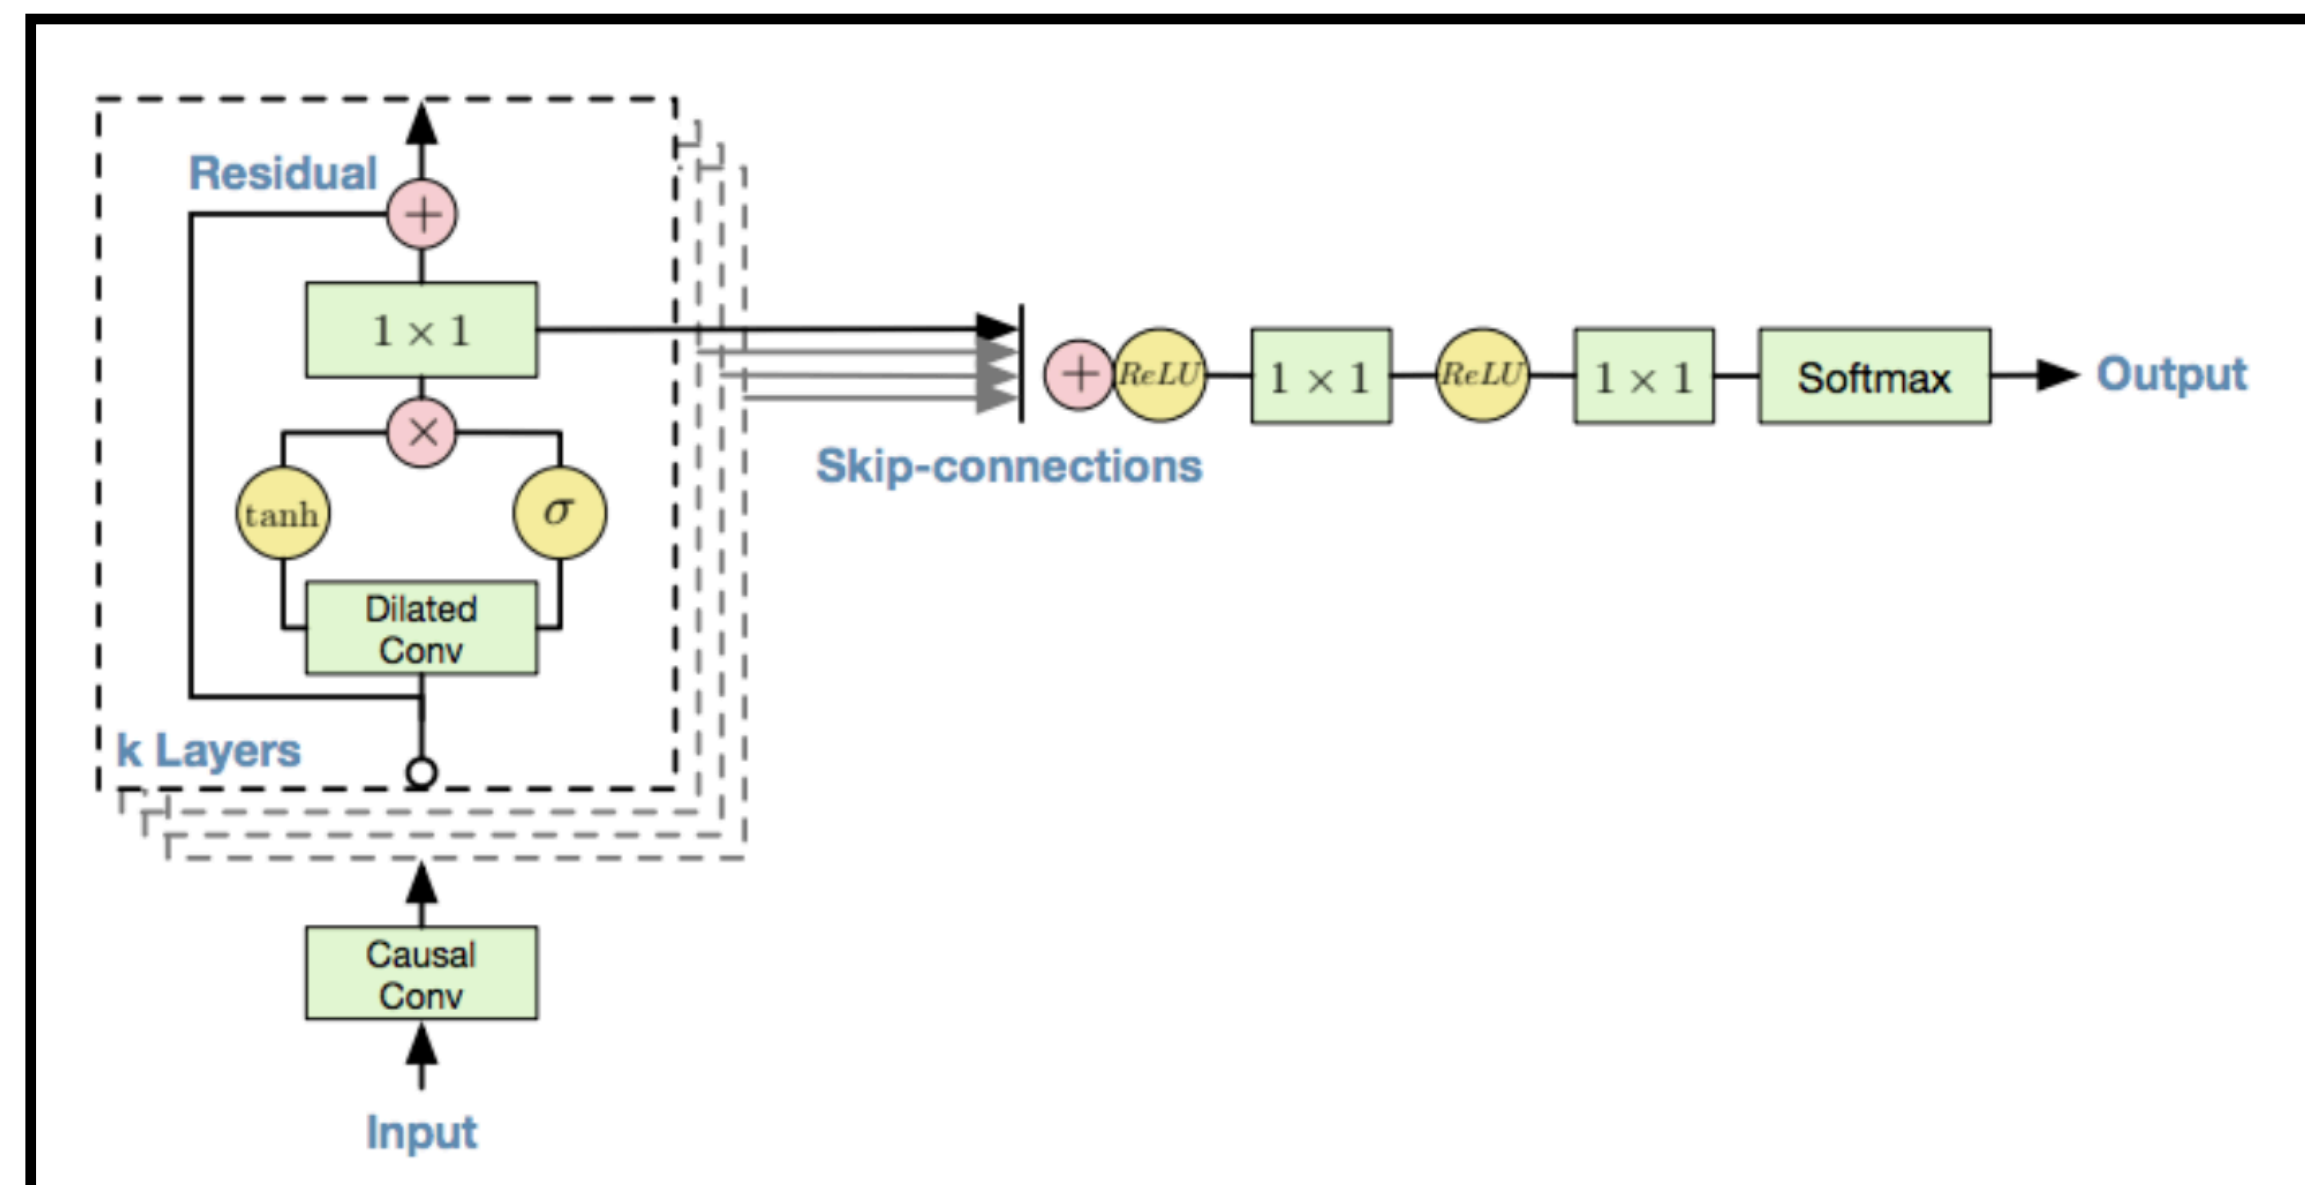 Residual
+
1 × 1
×
tanh
σ
Dilated
Conv
k Layers
Causal
Conv
Input
Skip-connections
+
ReLU
1 × 1
ReLU
1 × 1
Softmax
Output